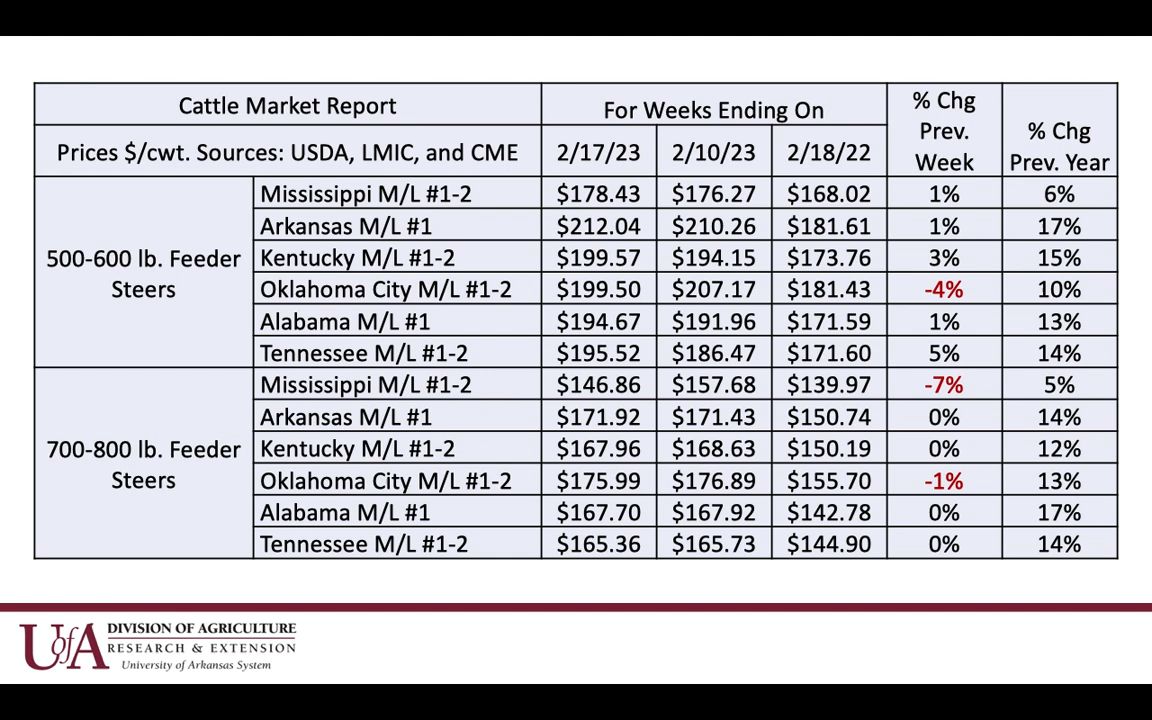 Cattle Market Report
For Weeks Ending On
% Chg
Prev.
Week
% Chg
Prev. Year
Prices $/cwt. Sources: USDA, LMIC, and CME
2/17/23 2/10/23 2/18/22
500-600 lb. Feeder
Steers
Mississippi M/L #1-2 $178.43 $176.27 $168.02 1% 6%
Arkansas M/L #1 $212.04 $210.26 $181.61 1% 17%
Kentucky M/L #1-2 $199.57 $194.15 $173.76 3% 15%
Oklahoma City M/L #1-2 $199.50 $207.17 $181.43 -4% 10%
Alabama M/L #1 $194.67 $191.96 $171.59 1% 13%
Tennessee M/L #1-2 $195.52 $186.47 $171.60 5% 14%
700-800 lb. Feeder
Steers
Mississippi M/L #1-2 $146.86 $157.68 $139.97 -7% 5%
Arkansas M/L #1 $171.92 $171.43 $150.74 0% 14%
Kentucky M/L #1-2 $167.96 $168.63 $150.19 0% 12%
Oklahoma City M/L #1-2 $175.99 $176.89 $155.70 -1% 13%
Alabama M/L #1 $167.70 $167.92 $142.78 0% 17%
Tennessee M/L #1-2 $165.36 $165.73 $144.90 0% 14%
UofA
DIVISION OF AGRICULTURE
RESEARCH & EXTENSION
University of Arkansas System